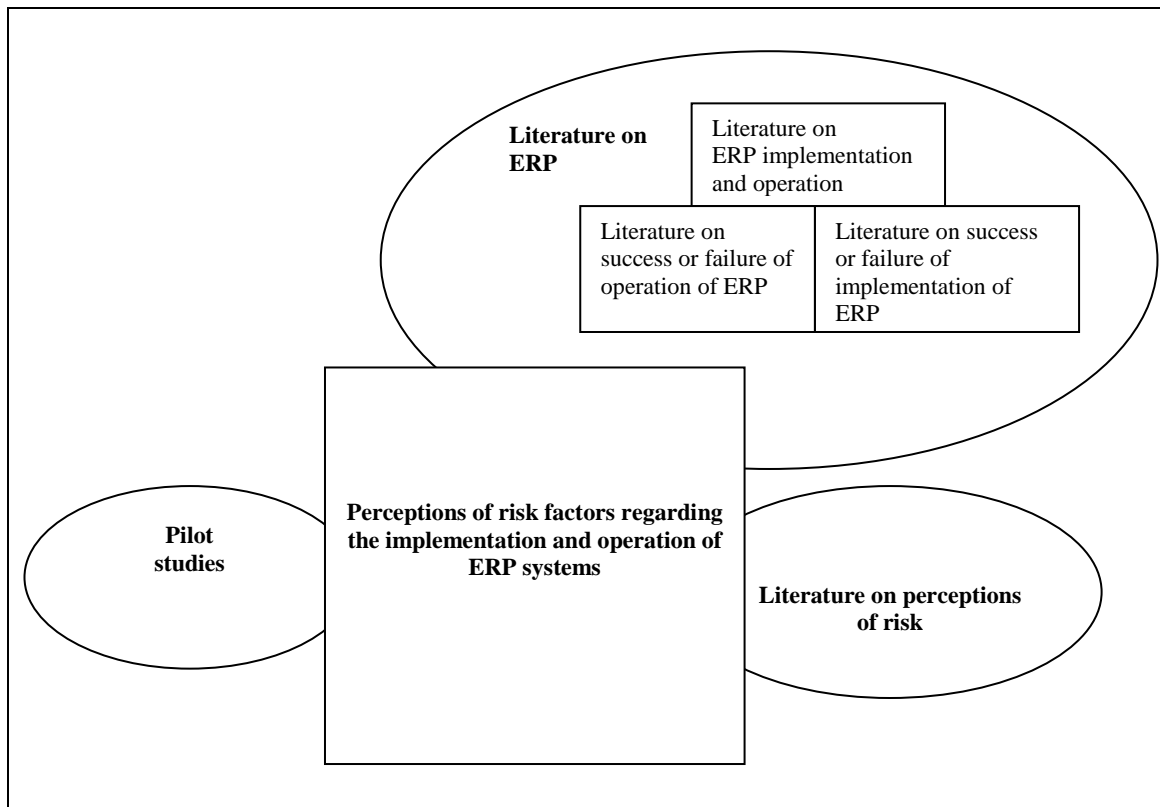 Literature on
ERP
Literature on
ERP implementation
and operation
Literature on
success or failure of
operation of ERP
Literature on success
or failure of
implementation of
ERP
Perceptions of risk factors regarding
the implementation and operation of
ERP systems
Pilot
studies
Literature on perceptions
of risk